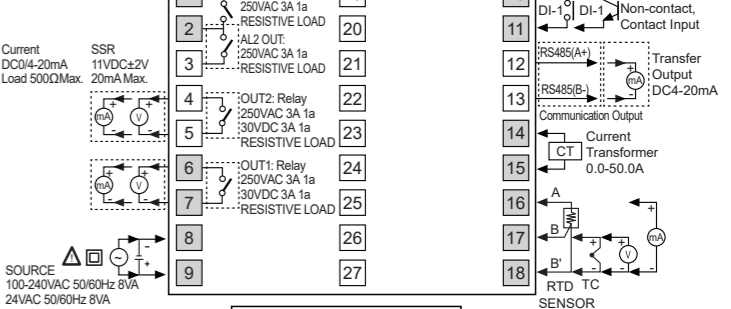 250VAC 3A 1a
RESISTIVE LOAD
AL2 OUT:
250VAC 3A 1a
RESISTIVE LOAD
2
3
20
21
11
DI-1
DI-1
Non-contact,
Contact Input
12
RS485(A+)
13
RS485(B-)
mA
+
-
Transfer
Output
DC4-20mA
Communication Output
Current
DC0/4-20mA
Load 500ΩMax.
SSR
11VDC±2V
20mA Max.
mA
+
-
V
+
-
4
5
OUT2: Relay
250VAC 3A 1a
30VDC 3A 1a
RESISTIVE LOAD
22
23
14
15
CT
Current
Transformer
0.0-50.0A
mA
+
-
V
+
-
6
7
OUT1: Relay
250VAC 3A 1a
30VDC 3A 1a
RESISTIVE LOAD
24
25
16
A
17
B
18
B'
+
-
+
V
-
+
mA
-
RTD
TC
SENSOR
8
9
26
27
-
+
SOURCE
100-240VAC 50/60Hz 8VA
24VAC 50/60Hz 8VA